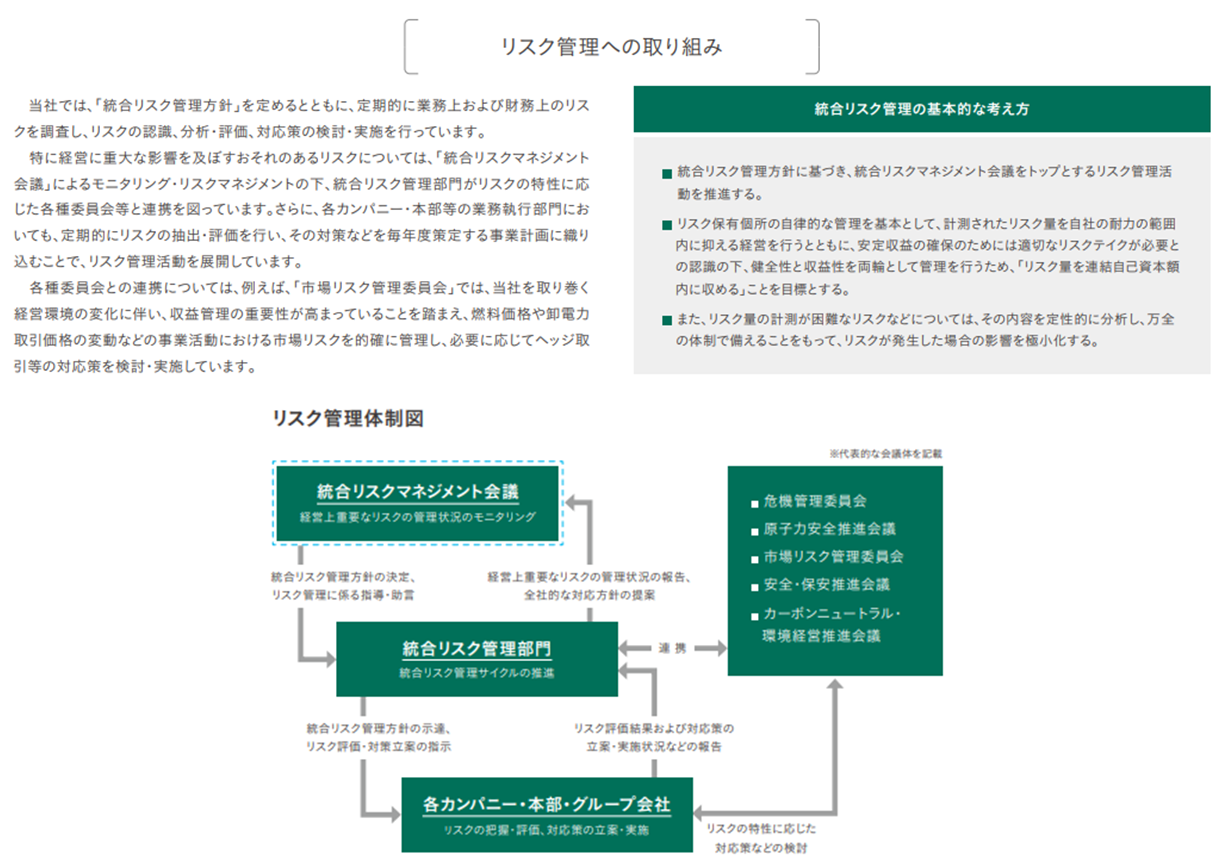 リスク管理への取り組み
当社では、「統合リスク管理方針」を定めるとともに、定期的に業務上および財務上のリス
クを調査し、リスクの認識、分析・評価、対応策の検討・実施を行っています。
特に経営に重大な影響を及ぼすおそれのあるリスクについては、「統合リスクマネジメント
会議」によるモニタリング・リスクマネジメントの下、統合リスク管理部門がリスクの特性に応
じた各種委員会等と連携を図っています。さらに、各カンパニー・本部等の業務執行部門にお
いても、定期的にリスクの抽出・評価を行い、その対策などを毎年度策定する事業計画に織り
込むことで、リスク管理活動を展開しています。
各種委員会との連携については、例えば、「市場リスク管理委員会」では、当社を取り巻く
経営環境の変化に伴い、収益管理の重要性が高まっていることを踏まえ、燃料価格や卸電力
取引価格の変動などの事業活動における市場リスクを的確に管理し、必要に応じてヘッジ取
引等の対応策を検討・実施しています。
統合リスク管理の基本的な考え方
■ 統合リスク管理方針に基づき、統合リスクマネジメント会議をトップとするリスク管理活
動を推進する。
■ リスク保有個所の自律的な管理を基本として、計測されたリスク量を自社の耐力の範囲
内に抑える経営を行うとともに、安定収益の確保のためには適切なリスクテイクが必要と
の認識の下、健全性と収益性を両輪として管理を行うため、「リスク量を連結自己資本額
内に収める」ことを目標とする。
■ また、リスク量の計測が困難なリスクなどについては、その内容を定性的に分析し、万全
の体制で備えることをもって、リスクが発生した場合の影響を極小化する。
リスク管理体制図
※代表的な会議体を記載
統合リスクマネジメント会議
経営上重要なリスクの管理状況のモニタリング
統合リスク管理方針の決定、
リスク管理に係る指導・助言
経営上重要なリスクの管理状況の報告、
全社的な対応方針の提案
■ 危機管理委員会
■ 原子力安全推進会議
■ 市場リスク管理委員会
■ 安全・保安推進会議
■ カーボンニュートラル・
環境経営推進会議
統合リスク管理部門
統合リスク管理サイクルの推進
連携
統合リスク管理方針の示達、
リスク評価・対策立案の指示
リスク評価結果および対応策の
立案・実施状況などの報告
各カンパニー・本部・グループ会社
リスクの把握・評価、対応策の立案・実施
リスクの特性に応じた
対応策などの検討